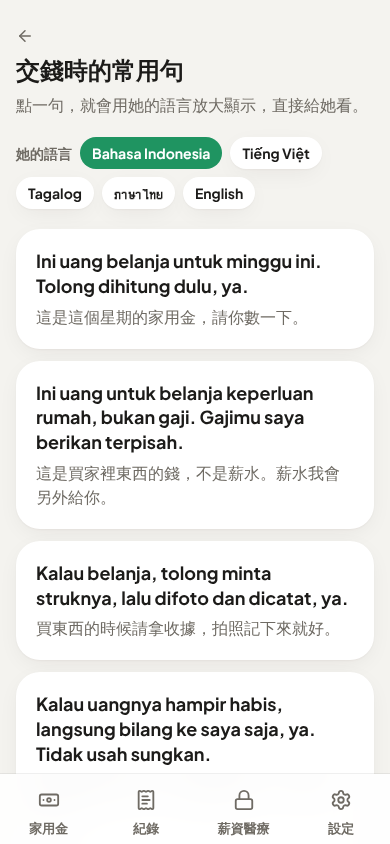 交錢時的常用句
點一句，就會用她的語言放大顯示，直接給她看。
她的語言
Bahasa Indonesia
Tiếng Việt
Tagalog
ภาษาไทย
English
Ini uang belanja untuk minggu ini.
Tolong dihitung dulu, ya.
這是這個星期的家用金，請你數一下。
Ini uang untuk belanja keperluan
rumah, bukan gaji. Gajimu saya
berikan terpisah.
這是買家裡東西的錢，不是薪水。薪水我會
另外給你。
Kalau belanja, tolong minta
struknya, lalu difoto dan dicatat, ya.
買東西的時候請拿收據，拍照記下來就好。
Kalau uangnya hampir habis,
langsung bilang ke saya saja, ya.
Tidak usah sungkan.
家用金
紀錄
薪資醫療
設定